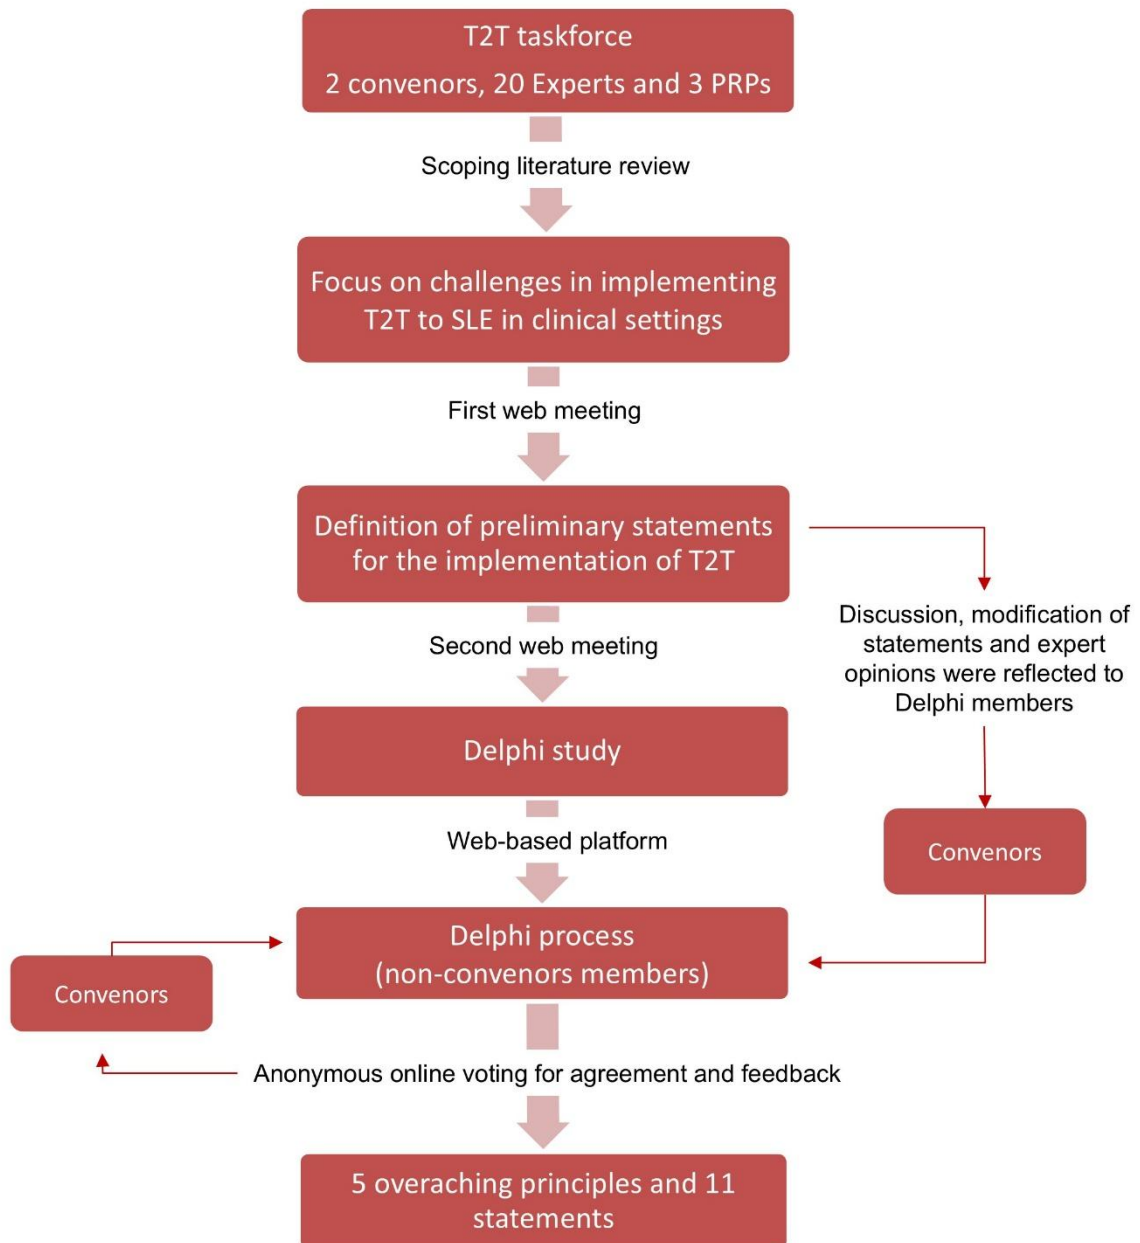 T2T taskforce
2 convenors, 20 Experts and 3 PRPs
Scoping literature review
Focus on challenges in implementing
T2T to SLE in clinical settings
First web meeting
Definition of preliminary statements
for the implementation of T2T
Second web meeting
Discussion, modification of
statements and expert
opinions were reflected to
Delphi members
Delphi study
Web-based platform
Convenors
Delphi process
(non-convenors members)
Convenors
Anonymous online voting for agreement and feedback
5 overaching principles and 11
statements